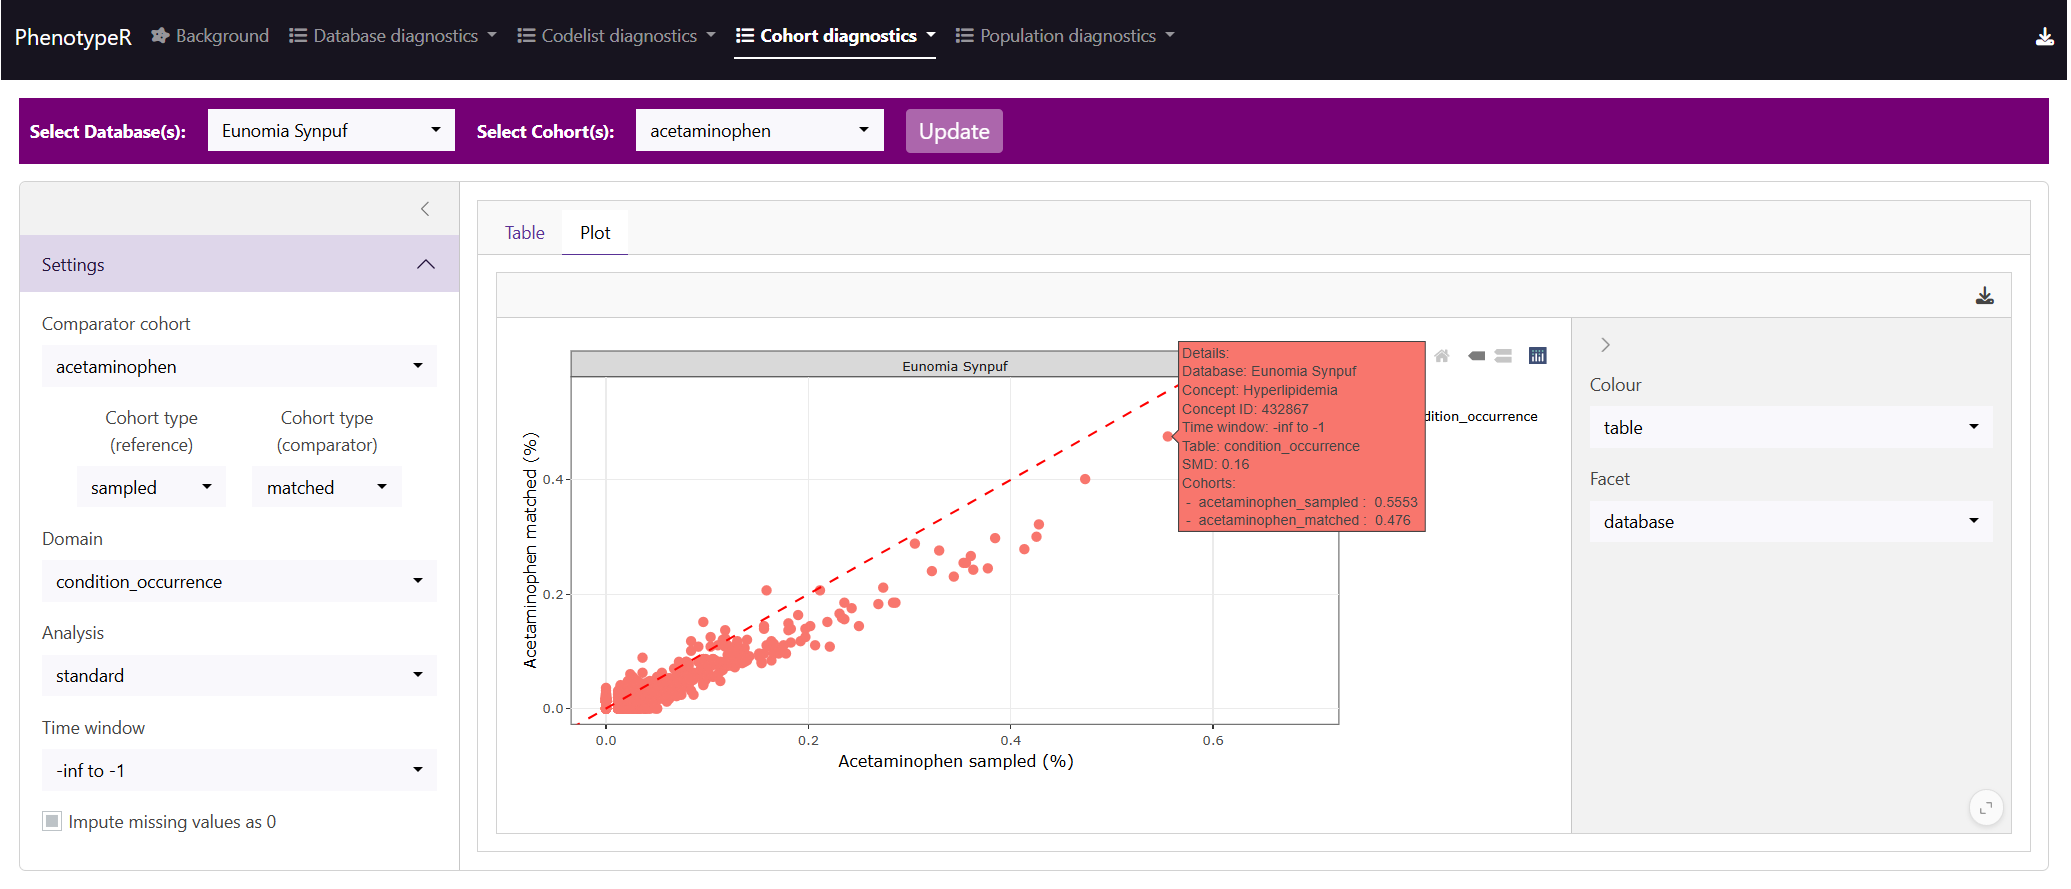 PhenotypeR Background Database diagnostics Codelist diagnostics Cohort diagnostics Population diagnostics
Select Database(s): Eunomia Synpuf Select Cohort(s): acetaminophen Update
Settings
Comparator cohort
acetaminophen
Cohort type (reference)
sampled
Cohort type (comparator)
matched
Domain
condition_occurrence
Analysis
standard
Time window
-inf to -1
Impute missing values as 0
Table Plot
Eunomia Synpuf
Acetaminophen matched (%)
0.4
0.2
0.0
0.0 0.2 0.4 0.6
Acetaminophen sampled (%)
Details:
Database: Eunomia Synpuf
Concept: Hyperlipidemia
Concept ID: 432867
Time window: -inf to -1
Table: condition_occurrence
SMD: 0.16
Cohorts:
- acetaminophen_sampled : 0.5553
- acetaminophen_matched : 0.476
dition_occurrence
Colour
table
Facet
database